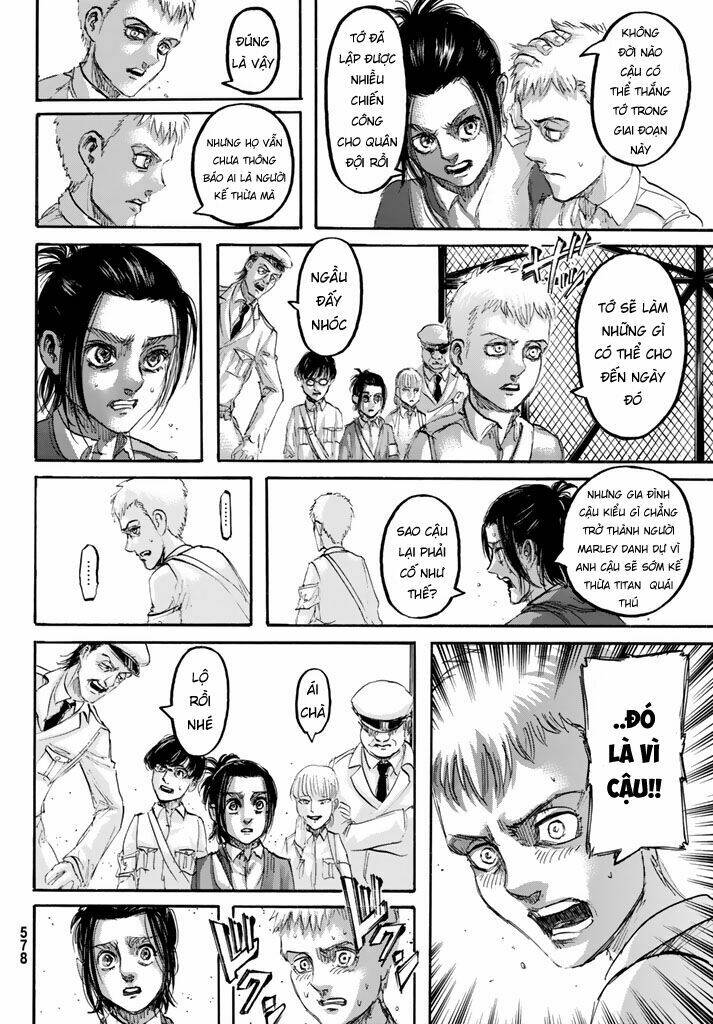 KHÔNG
ĐỜI NÀO
CẬU CÓ
THỂ THẮNG
TỚ TRONG
GIAI ĐOẠN
NÀY
TỚ ĐÃ
LẬP ĐƯỢC
NHIỀU
CHIẾN
CÔNG
CHO QUÂN
ĐỘI RỒI
ĐÚNG
LÀ VẬY
NHƯNG HỌ VẪN
CHƯA THÔNG
BÁO AI LÀ NGƯỜI
KẾ THỪA MÀ
TỚ SẼ LÀM
NHỮNG GÌ
CÓ THỂ CHO
ĐẾN NGÀY
ĐÓ
NGẦU
ĐẤY
NHÓC
NHƯNG GIA ĐÌNH
CẬU KIỂU GÌ CHẲNG
TRỞ THÀNH NGƯỜI
MARLEY DANH DỰ VÌ
ANH CẬU SẼ SỚM KẾ
THỪA TITAN QUÁI
THÚ
SAO CẬU
LẠI PHẢI
CỐ NHƯ
THẾ?
......
......
..ĐÓ
LÀ VÌ
CẬU!!
ÁI
CHÀ
LỘ
RỒI
NHÉ
578